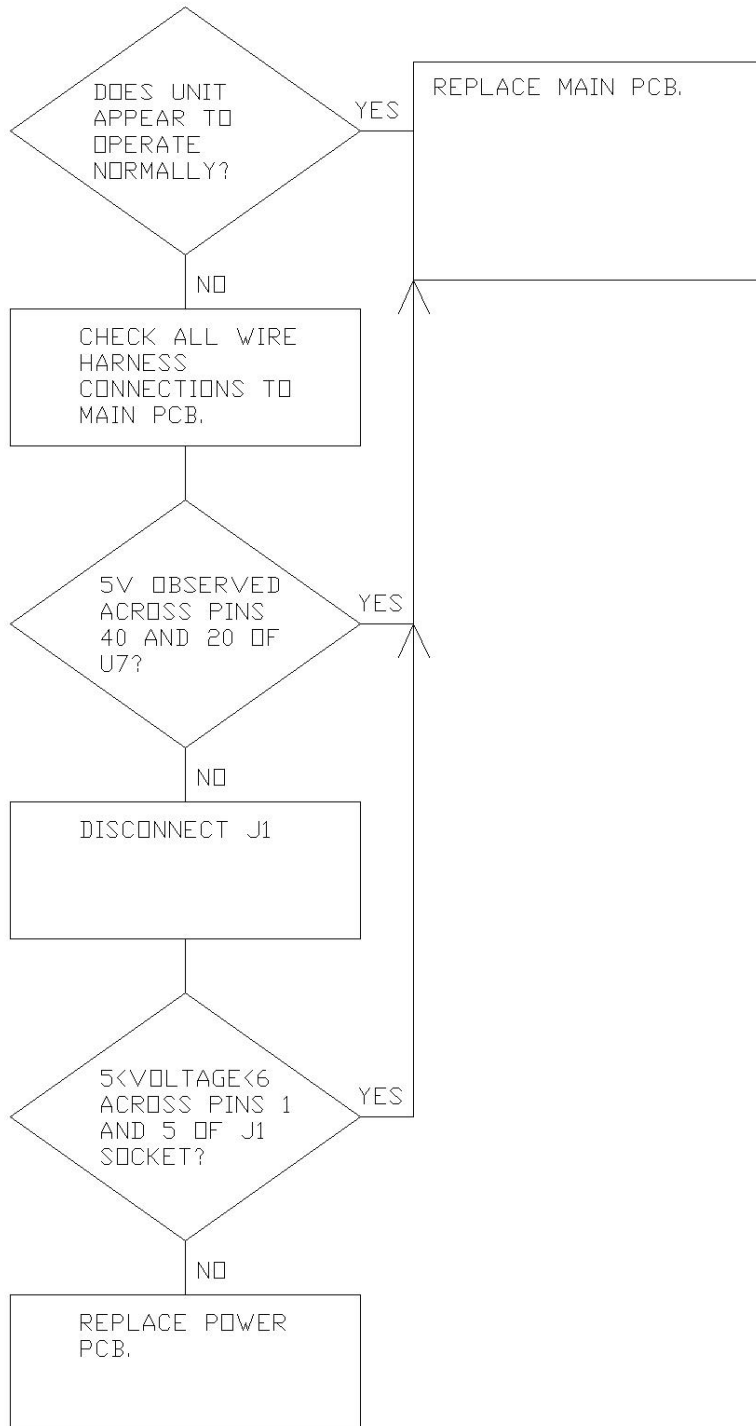 DOES UNIT
APPEAR TO
OPERATE
NORMALLY?
YES
REPLACE MAIN PCB.
NO
CHECK ALL WIRE
HARNESS
CONNECTIONS TO
MAIN PCB.
5V OBSERVED
ACROSS PINS
40 AND 20 OF
U7?
YES
NO
DISCONNECT J1
5<VOLTAGE<6
ACROSS PINS 1
AND 5 OF J1
SOCKET?
YES
NO
REPLACE POWER
PCB.